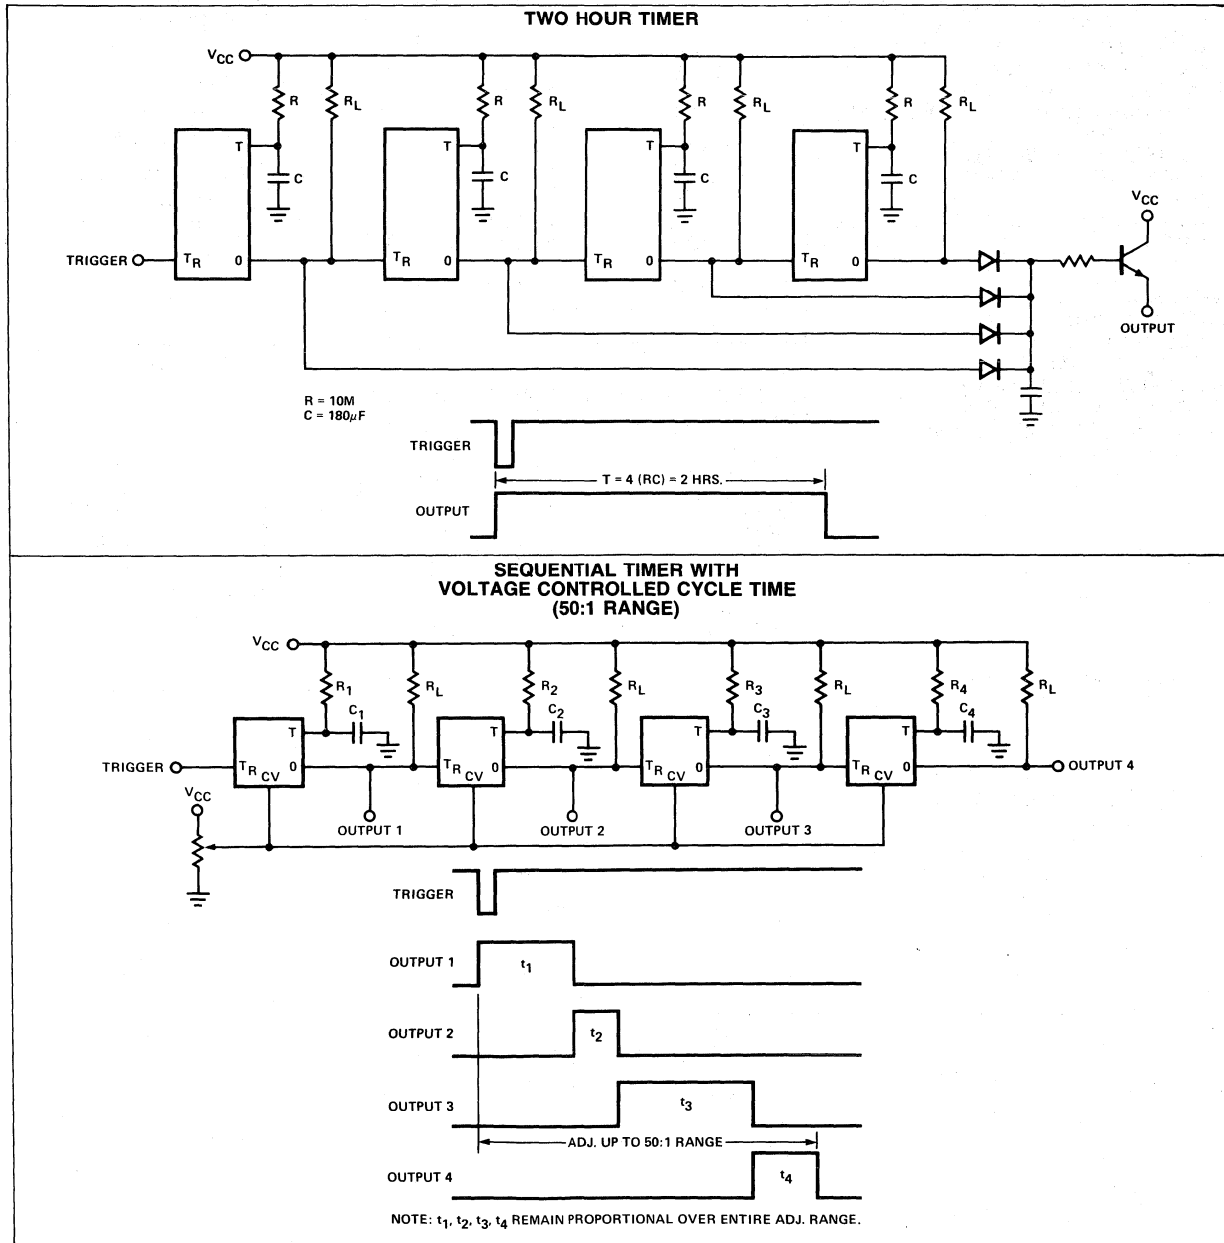 TWO HOUR TIMER
VCC
R RL R RL R RL R RL
T T T T
C C C C
VCC
TRIGGER TR 0 TR 0 TR 0 TR 0
OUTPUT
R = 10M
C = 180μF
TRIGGER
T = 4 (RC) = 2 HRS.
OUTPUT
SEQUENTIAL TIMER WITH
VOLTAGE CONTROLLED CYCLE TIME
(50:1 RANGE)
VCC
R1 RL R2 RL R3 RL R4 RL
C1 C2 C3 C4
T T T T
TRIGGER TR CV 0 TR CV 0 TR CV 0 TR CV 0 OUTPUT 4
VCC
OUTPUT 1 OUTPUT 2 OUTPUT 3
TRIGGER
OUTPUT 1 t1
OUTPUT 2 t2
OUTPUT 3 t3
ADJ. UP TO 50:1 RANGE
OUTPUT 4 t4
NOTE: t1, t2, t3, t4 REMAIN PROPORTIONAL OVER ENTIRE ADJ. RANGE.